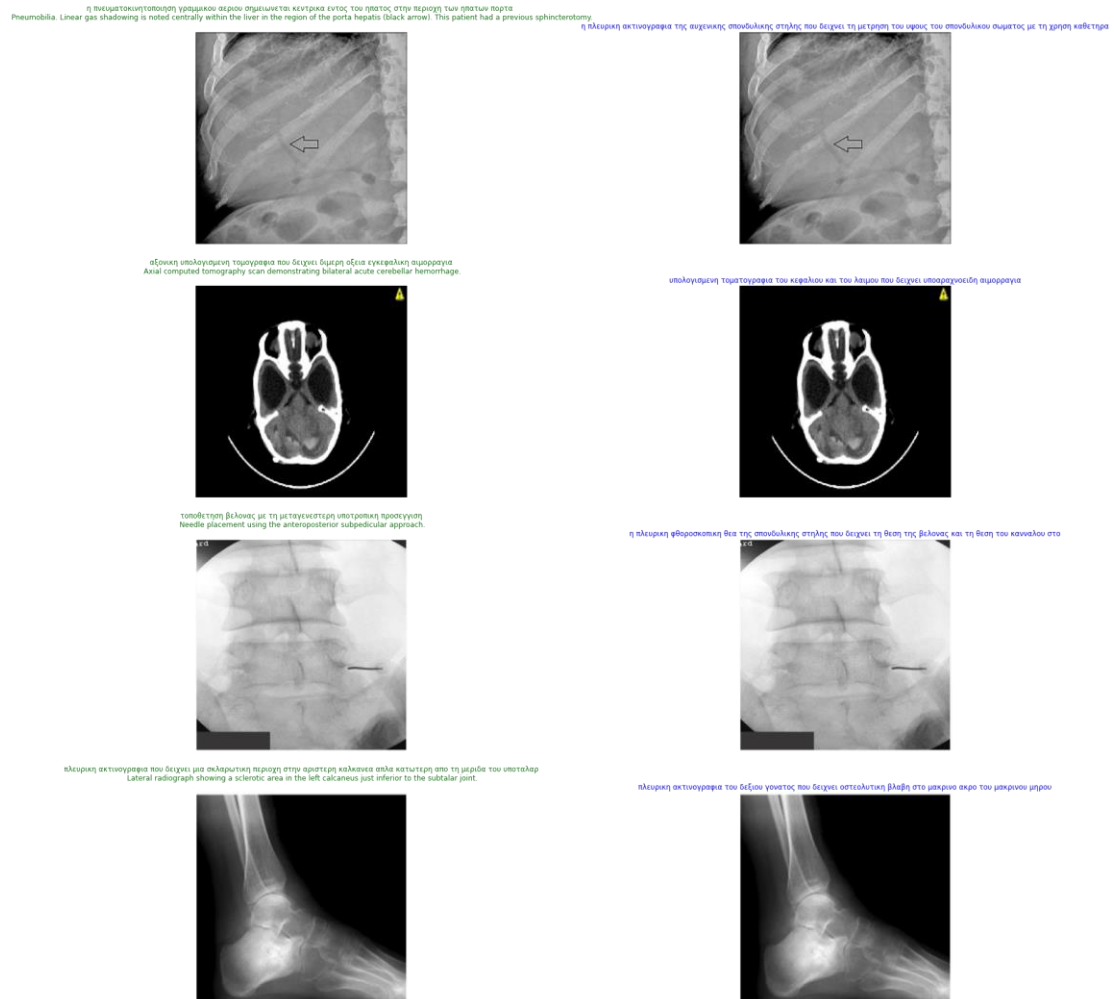 η πνευματοκινητοποιηση γραμμικου αεριου σημειωνεται κεντρικα εντος του ηπατος στην περιοχη των ηπατων πορτα
Pneumobilia. Linear gas shadowing is noted centrally within the liver in the region of the porta hepatis (black arrow). This patient had a previous sphincterotomy.
η πλευρικη ακτινογραφια της αυχενικης σπονδυλικης στηλης που δειχνει τη μετρηση του υψους του σπονδυλικου σωματος με τη χρηση καθετηρα
αξονικη υπολογισμενη τομογραφια που δειχνει διμερη οξεια εγκεφαλικη αιμορραγια
Axial computed tomography scan demonstrating bilateral acute cerebellar hemorrhage.
υπολογισμενη τοματογραφια του κεφαλιου και του λαιμου που δειχνει υποαραχνοειδη αιμορραγια
τοποθετηση βελονας με τη μεταγενεστερη υποτροπικη προσεγγιση
Needle placement using the anteroposterior subpedicular approach.
η πλευρικη φθοροσκοπικη θεα της σπονδυλικης στηλης που δειχνει τη θεση της βελονας και τη θεση του κανναλου στο
πλευρικη ακτινογραφια που δειχνει μια σκλαρωτικη περιοχη στην αριστερη καλκανεα απλα κατωτερη απο τη μεριδα του υποταλαρ
Lateral radiograph showing a sclerotic area in the left calcaneus just inferior to the subtalar joint.
πλευρικη ακτινογραφια του δεξιου γονατος που δειχνει οστεολυτικη βλαβη στο μακρινο ακρο του μακρινου μηρου